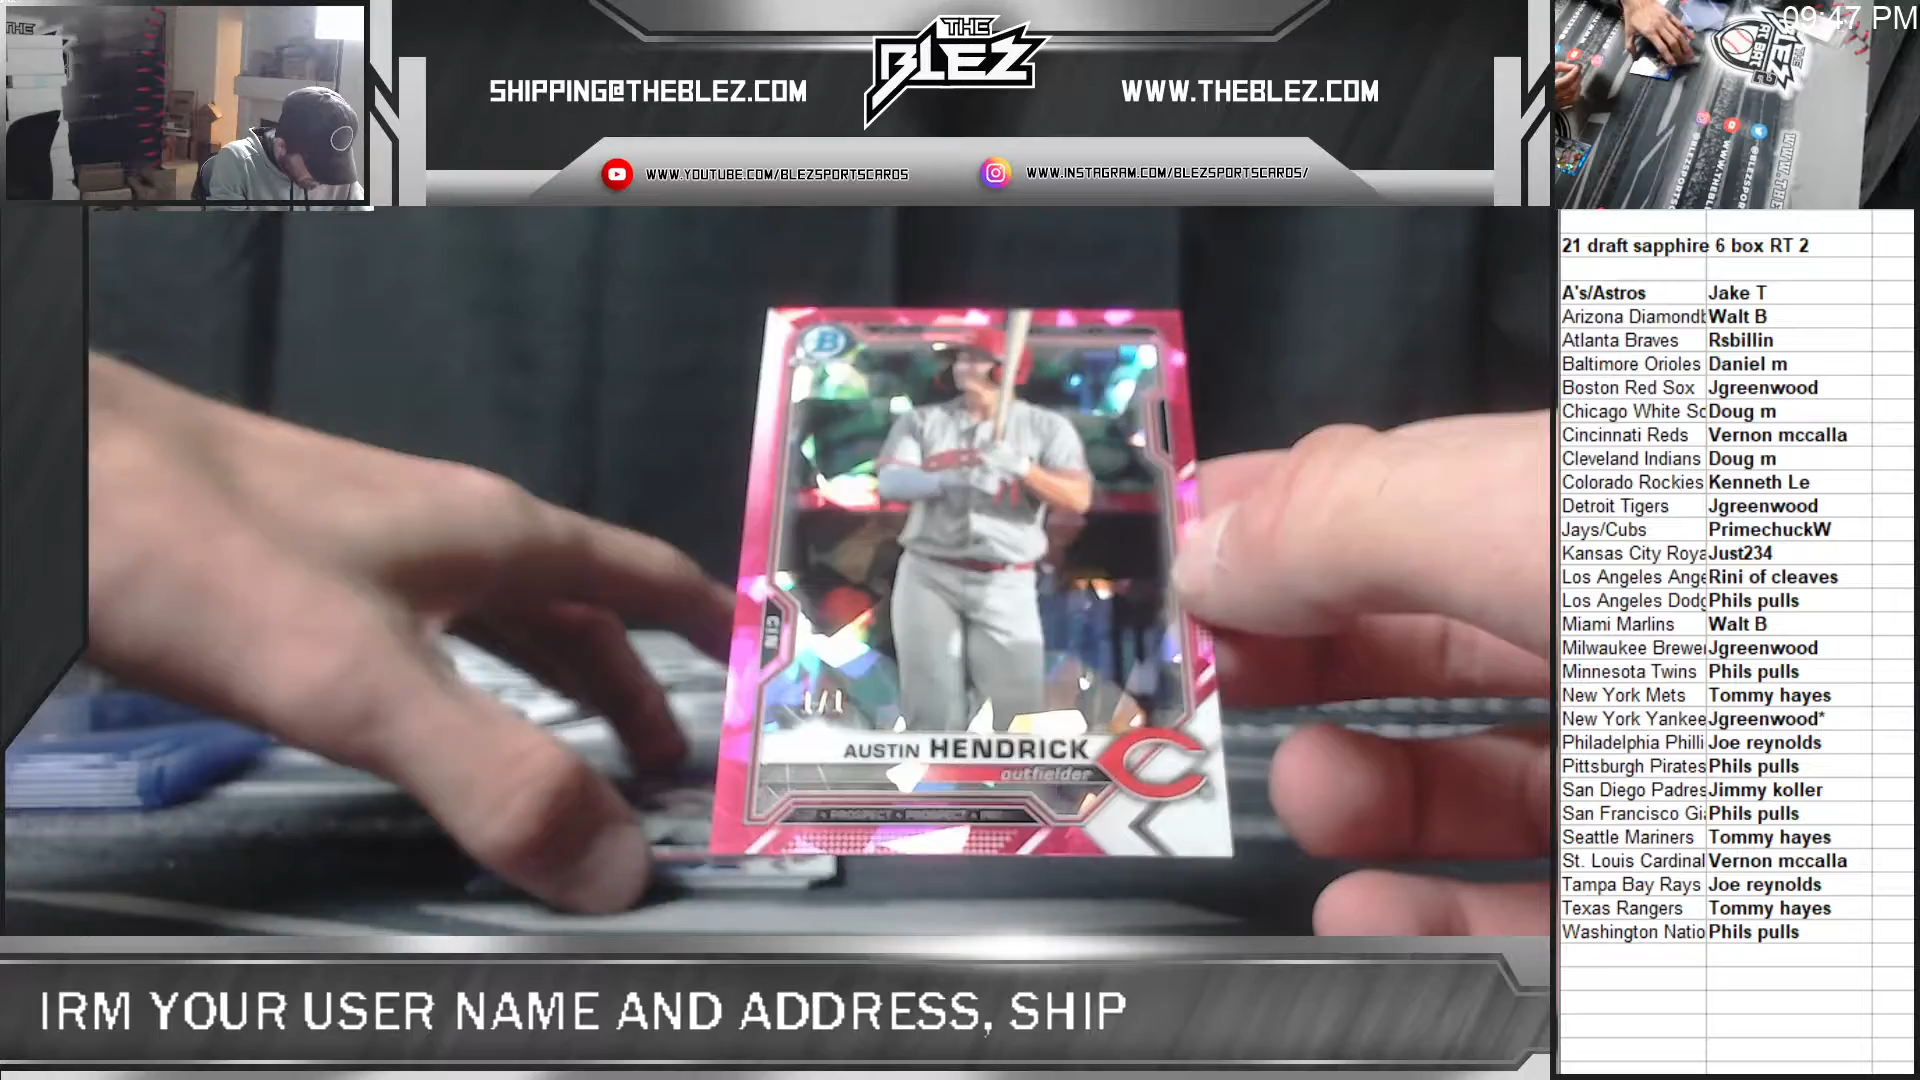 09:47 PM
THE
BLEZ
SHIPPING@THEBLEZ.COM
WWW.THEBLEZ.COM
WWW.YOUTUBE.COM/BLEZSPORTSCARDS
WWW.INSTAGRAM.COM/BLEZSPORTSCARDS/
21 draft sapphire 6 box RT 2
A's/Astros Jake T
Arizona Diamondb Walt B
Atlanta Braves Rsbillin
Baltimore Orioles Daniel m
Boston Red Sox Jgreenwood
Chicago White So Doug m
Cincinnati Reds Vernon mccalla
Cleveland Indians Doug m
Colorado Rockies Kenneth Le
Detroit Tigers Jgreenwood
Jays/Cubs PrimechuckW
Kansas City Roya Just234
Los Angeles Ange Rini of cleaves
Los Angeles Dodg Phils pulls
Miami Marlins Walt B
Milwaukee Brewe Jgreenwood
Minnesota Twins Phils pulls
New York Mets Tommy hayes
New York Yankee Jgreenwood*
Philadelphia Philli Joe reynolds
Pittsburgh Pirates Phils pulls
San Diego Padres Jimmy koller
San Francisco Gi Phils pulls
Seattle Mariners Tommy hayes
St. Louis Cardinal Vernon mccalla
Tampa Bay Rays Joe reynolds
Texas Rangers Tommy hayes
Washington Natio Phils pulls
B
CIN
1/1
AUSTIN HENDRICK
outfielder
C
PROSPECT • PROSPECT
IRM YOUR USER NAME AND ADDRESS, SHIP